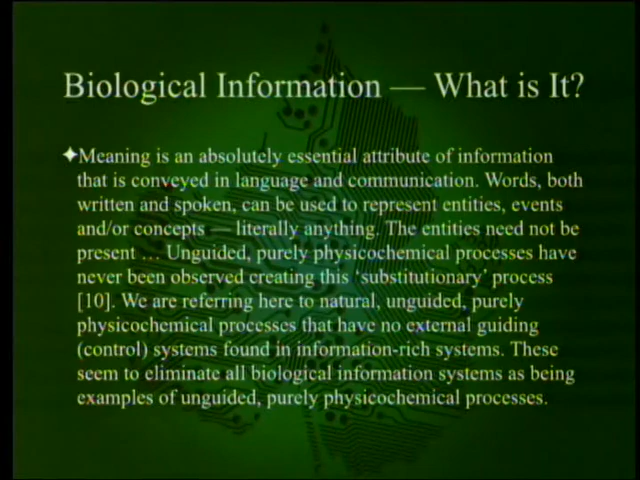 Biological Information — What is It?
Meaning is an absolutely essential attribute of information
that is conveyed in language and communication. Words, both
written and spoken, can be used to represent entities, events
and/or concepts — literally anything. The entities need not be
present … Unguided, purely physicochemical processes have
never been observed creating this 'substitutionary' process
[10]. We are referring here to natural, unguided, purely
physicochemical processes that have no external guiding
(control) systems found in information-rich systems. These
seem to eliminate all biological information systems as being
examples of unguided, purely physicochemical processes.